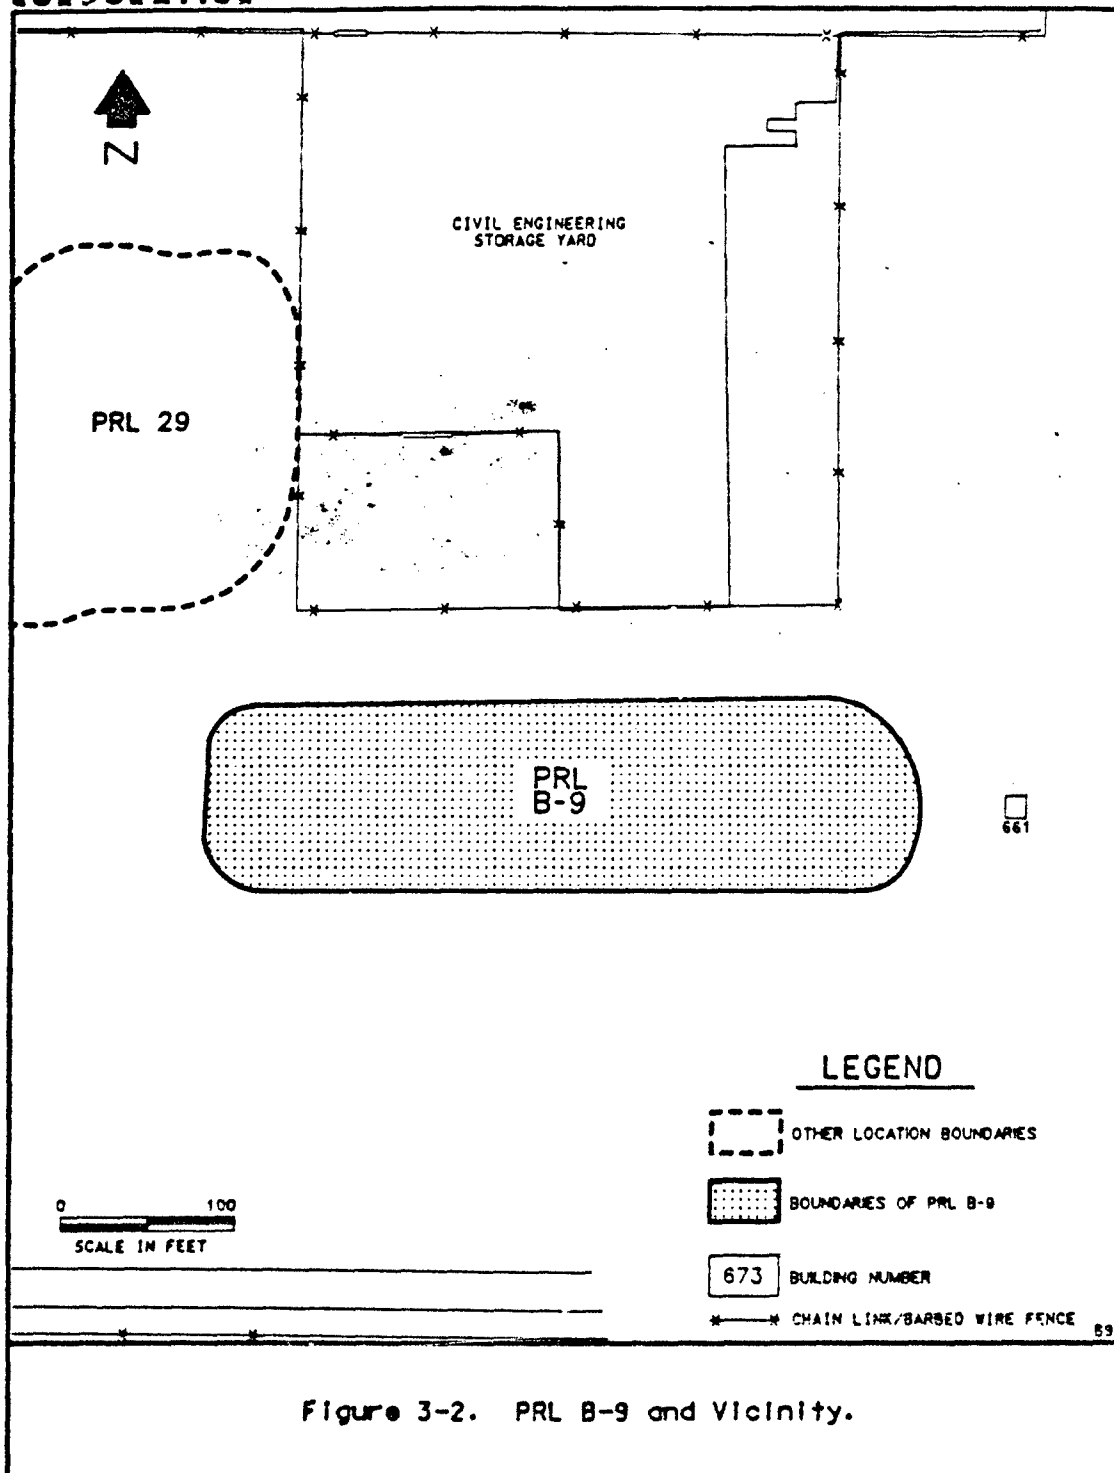 N
CIVIL ENGINEERING
STORAGE YARD
PRL 29
PRL
B-9
661
LEGEND
OTHER LOCATION BOUNDARIES
BOUNDARIES OF PRL B-9
673 BUILDING NUMBER
CHAIN LINK/BARBED WIRE FENCE
0 100
SCALE IN FEET
Figure 3-2. PRL B-9 and Vicinity.